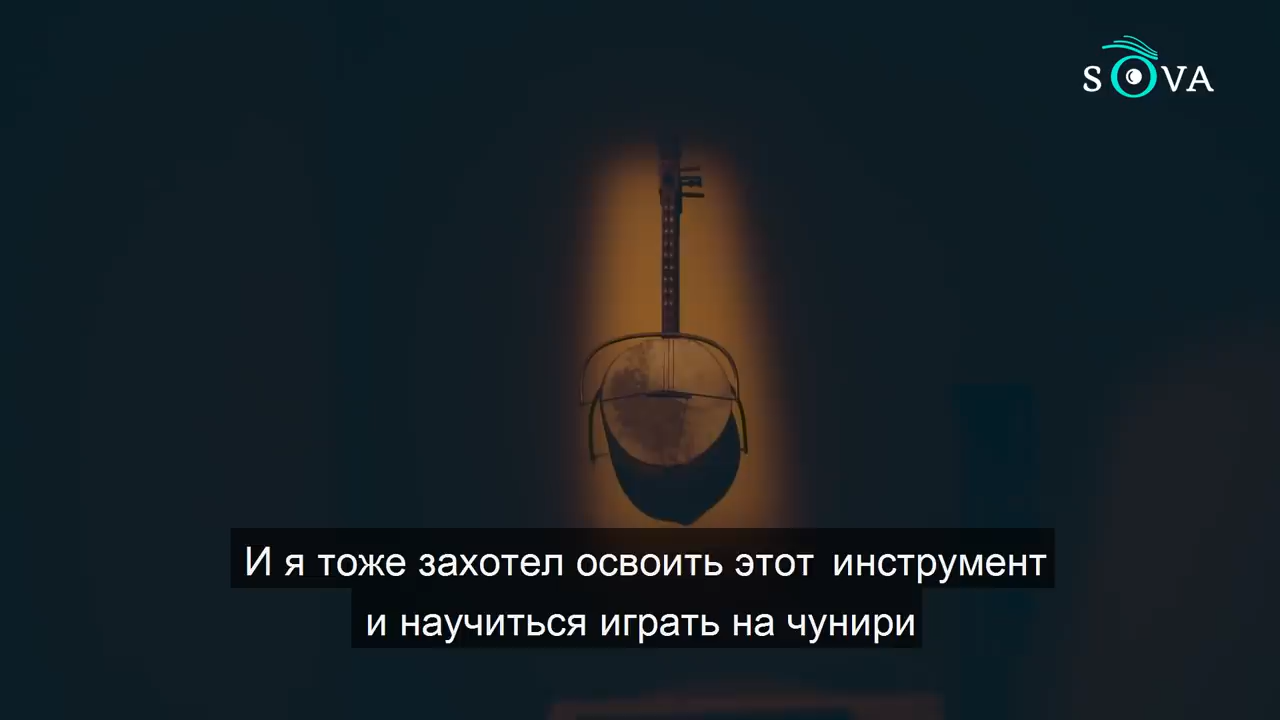 SOVA
И я тоже захотел освоить этот инструмент
и научиться играть на чунири